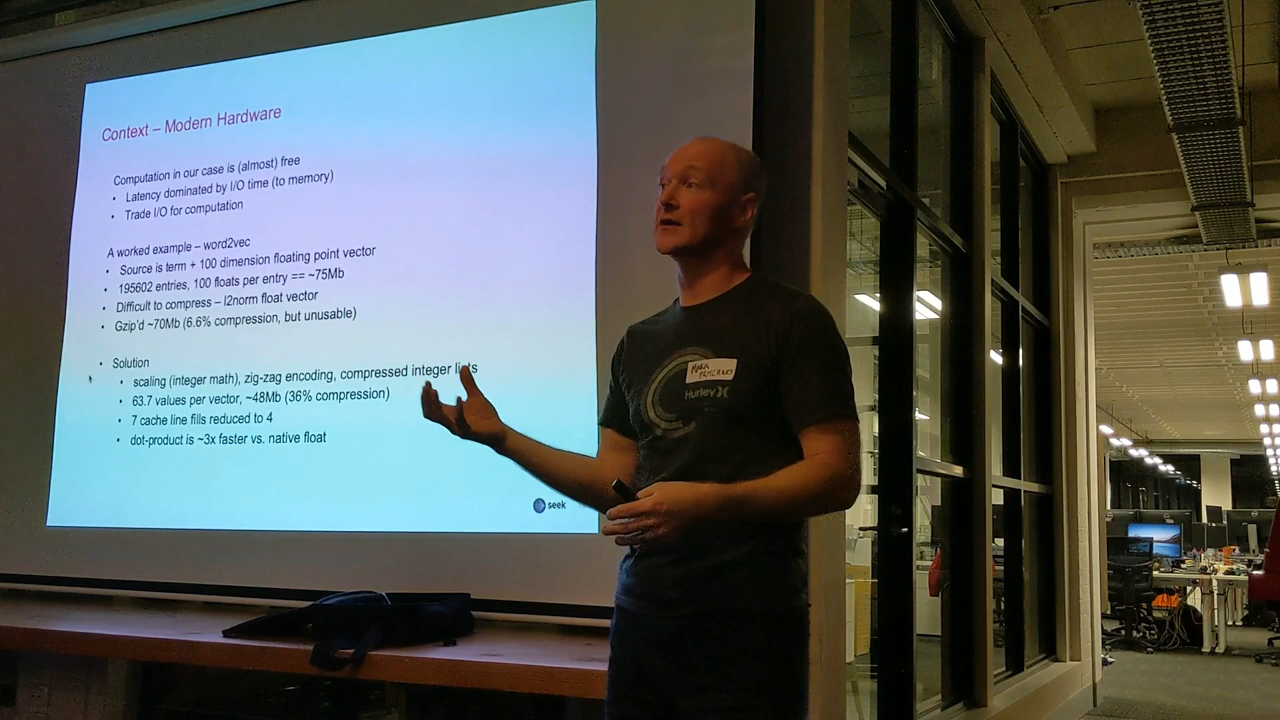 Context – Modern Hardware
Computation in our case is (almost) free
• Latency dominated by I/O time (to memory)
• Trade I/O for computation
A worked example – word2vec
• Source is term + 100 dimension floating point vector
• 195602 entries, 100 floats per entry == ~75Mb
• Difficult to compress – l2norm float vector
• Gzip'd ~70Mb (6.6% compression, but unusable)
• Solution
• scaling (integer math), zig-zag encoding, compressed integer lists
• 63.7 values per vector, ~48Mb (36% compression)
• 7 cache line fills reduced to 4
• dot-product is ~3x faster vs. native float
seek
MARK
Hurley